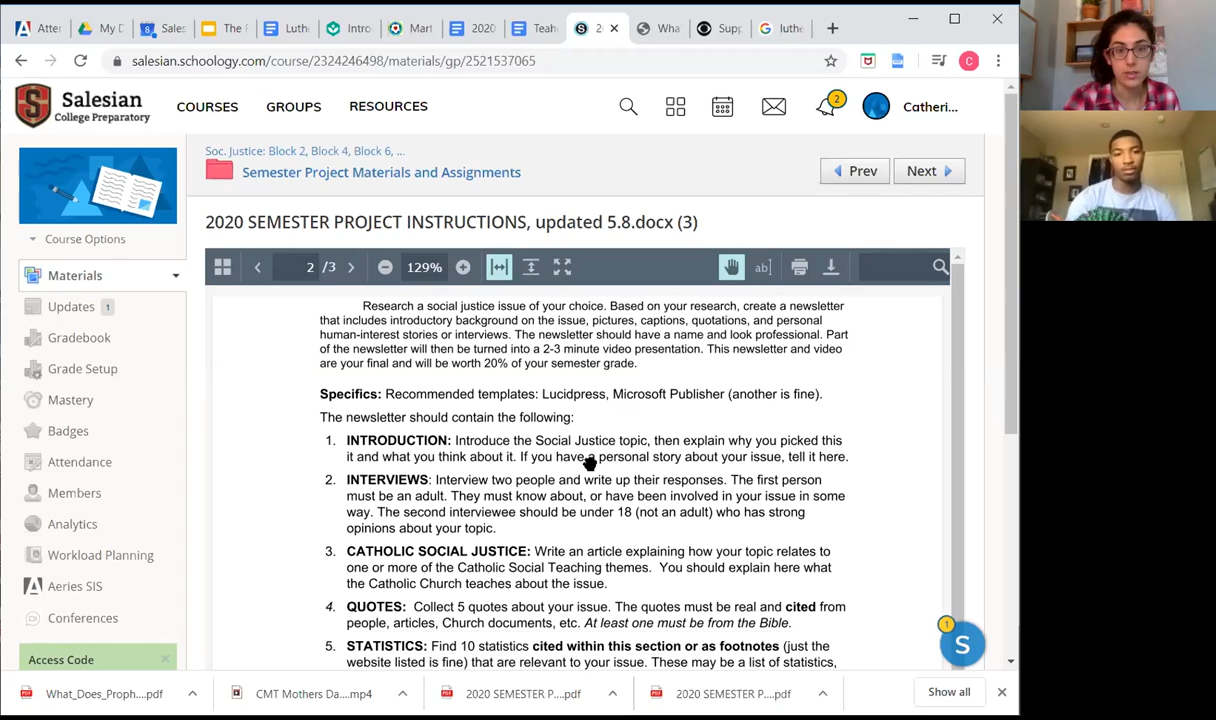 Atter
My D
Sales
The F
Luth
Intro
Mart
2020
Teah
2
What
Supp
luthe
salesian.schoology.com/course/2324246498/materials/gp/2521537065
C
Salesian
College Preparatory
COURSES
GROUPS
RESOURCES
2
Catheri...
Soc. Justice: Block 2, Block 4, Block 6, ...
Semester Project Materials and Assignments
Prev
Next
Course Options
2020 SEMESTER PROJECT INSTRUCTIONS, updated 5.8.docx (3)
2 /3
129%
ab
Materials
Updates 1
Gradebook
Grade Setup
Mastery
Badges
Attendance
Members
Analytics
Workload Planning
Aeries SIS
Conferences
Access Code
Research a social justice issue of your choice. Based on your research, create a newsletter
that includes introductory background on the issue, pictures, captions, quotations, and personal
human-interest stories or interviews. The newsletter should have a name and look professional. Part
of the newsletter will then be turned into a 2-3 minute video presentation. This newsletter and video
are your final and will be worth 20% of your semester grade.
Specifics: Recommended templates: Lucidpress, Microsoft Publisher (another is fine).
The newsletter should contain the following:
1. INTRODUCTION: Introduce the Social Justice topic, then explain why you picked this
it and what you think about it. If you have a personal story about your issue, tell it here.
2. INTERVIEWS: Interview two people and write up their responses. The first person
must be an adult. They must know about, or have been involved in your issue in some
way. The second interviewee should be under 18 (not an adult) who has strong
opinions about your topic.
3. CATHOLIC SOCIAL JUSTICE: Write an article explaining how your topic relates to
one or more of the Catholic Social Teaching themes. You should explain here what
the Catholic Church teaches about the issue.
4. QUOTES: Collect 5 quotes about your issue. The quotes must be real and cited from
people, articles, Church documents, etc. At least one must be from the Bible.
5. STATISTICS: Find 10 statistics cited within this section or as footnotes (just the
website listed is fine) that are relevant to your issue. These may be a list of statistics,
1
S
What_Does_Proph....pdf
CMT Mothers Da....mp4
2020 SEMESTER P....pdf
2020 SEMESTER P....pdf
Show all